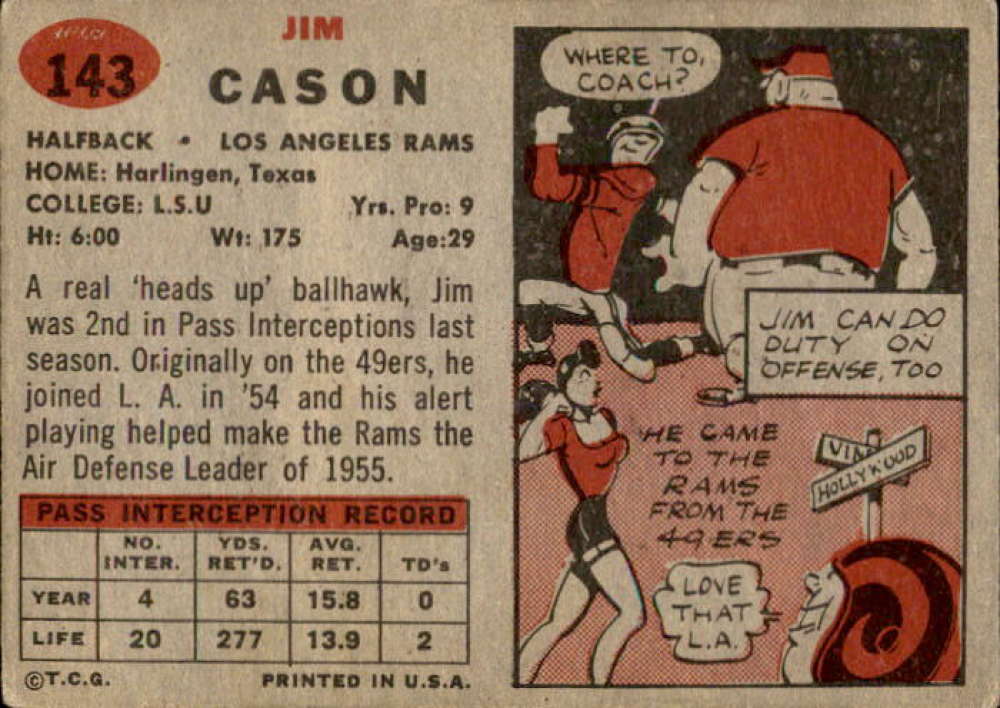 143
JIM
CASON
HALFBACK • LOS ANGELES RAMS
HOME: Harlingen, Texas
COLLEGE: L.S.U Yrs. Pro: 9
Ht: 6:00 Wt: 175 Age:29
A real 'heads up' ballhawk, Jim
was 2nd in Pass Interceptions last
season. Originally on the 49ers, he
joined L. A. in '54 and his alert
playing helped make the Rams the
Air Defense Leader of 1955.
PASS INTERCEPTION RECORD
NO. INTER. YDS. RET'D. AVG. RET. TD's
YEAR 4 63 15.8 0
LIFE 20 277 13.9 2
©T.C.G. PRINTED IN U.S.A.
WHERE TO,
COACH?
JIM CAN DO
DUTY ON
OFFENSE, TOO
HE CAME
TO THE
RAMS
FROM THE
49ERS
HOLLYWOOD
LOVE
THAT
L.A.